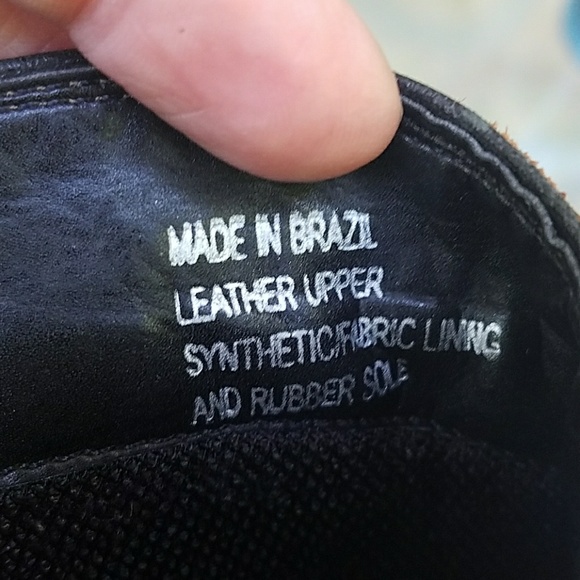 MADE IN BRAZIL
LEATHER UPPER
SYNTHETIC/FABRIC LINING
AND RUBBER SOLE